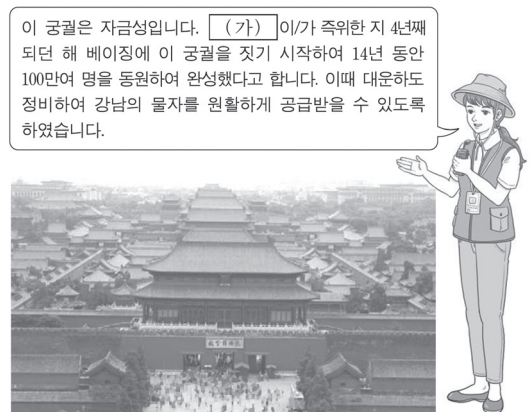 이 궁궐은 자금성입니다. (가) 이/가 즉위한 지 4년째
되던 해 베이징에 이 궁궐을 짓기 시작하여 14년 동안
100만여 명을 동원하여 완성했다고 합니다. 이때 대운하도
정비하여 강남의 물자를 원활하게 공급받을 수 있도록
하였습니다.